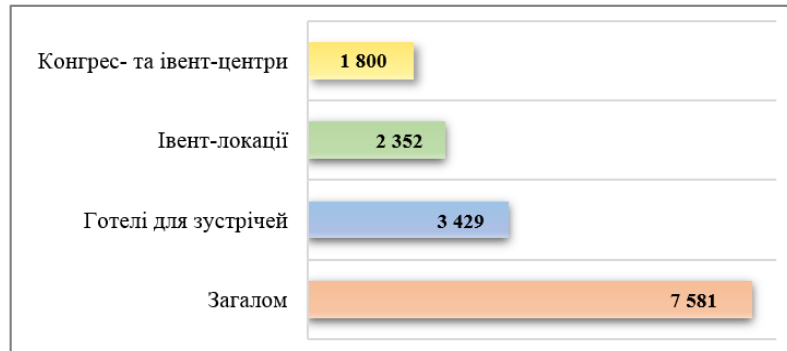 Конгрес- та івент-центри 1 800
Івент-локації 2 352
Готелі для зустрічей 3 429
Загалом 7 581